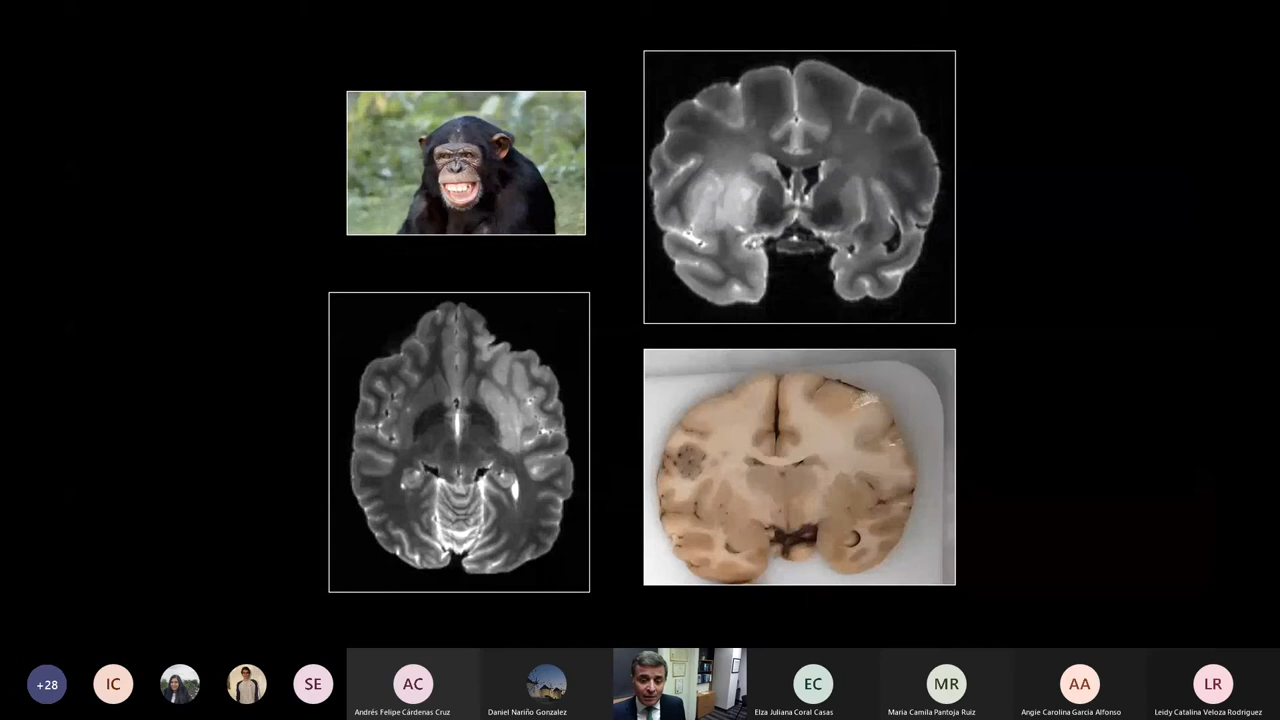 +28
IC
SE
AC
EC
MR
AA
LR
Andrés Felipe Cárdenas Cruz
Daniel Nariño Gonzalez
Elza Juliana Coral Casas
Maria Camila Pantoja Ruiz
Angie Carolina Garcia Alfonso
Leidy Catalina Veloza Rodriguez